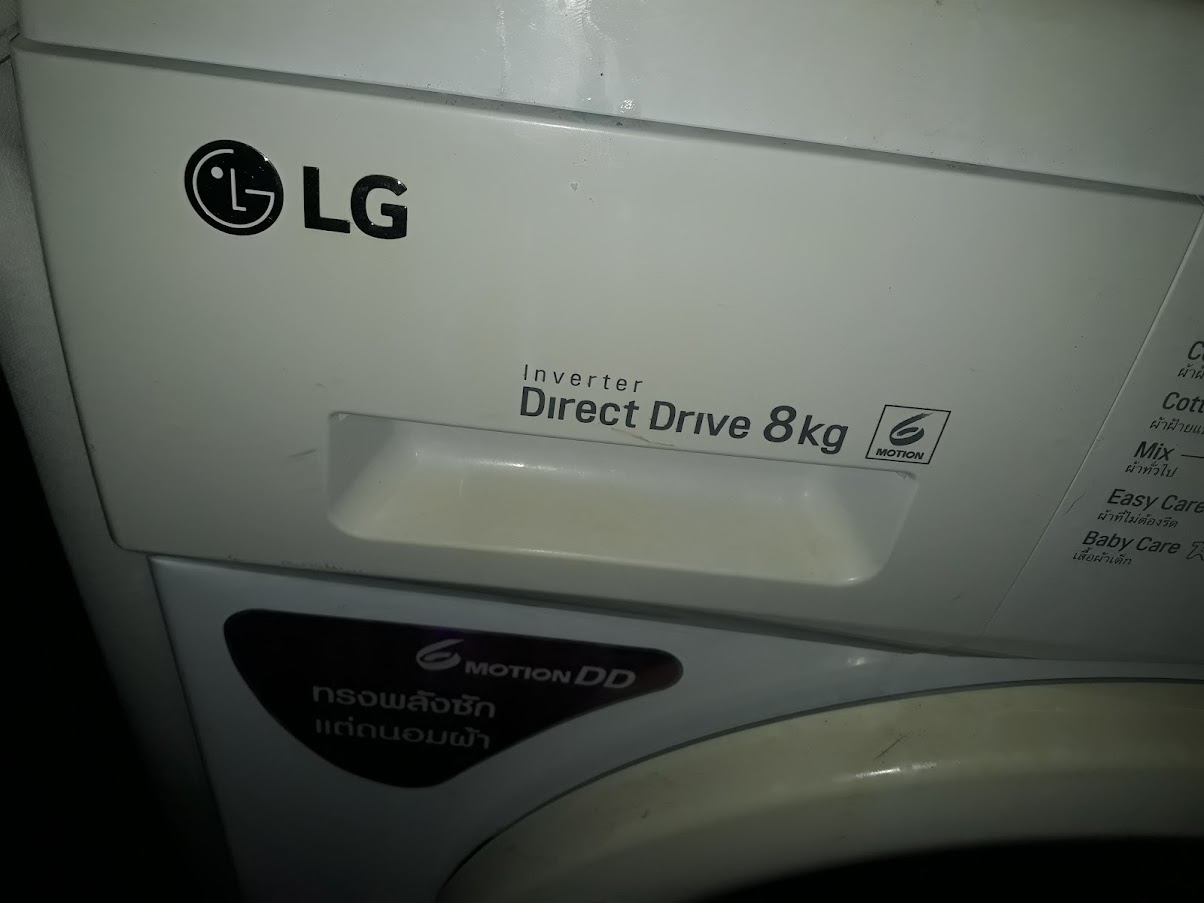 LG
Inverter
Direct Drive 8kg
6 MOTION
Mix
ผ้าทั่วไป
Easy Care
ผ้าที่ไม่ต้องรีด
Baby Care
เสื้อผ้าเด็ก
6 MOTION DD
ทรงพลังซัก
แต่ถนอมผ้า